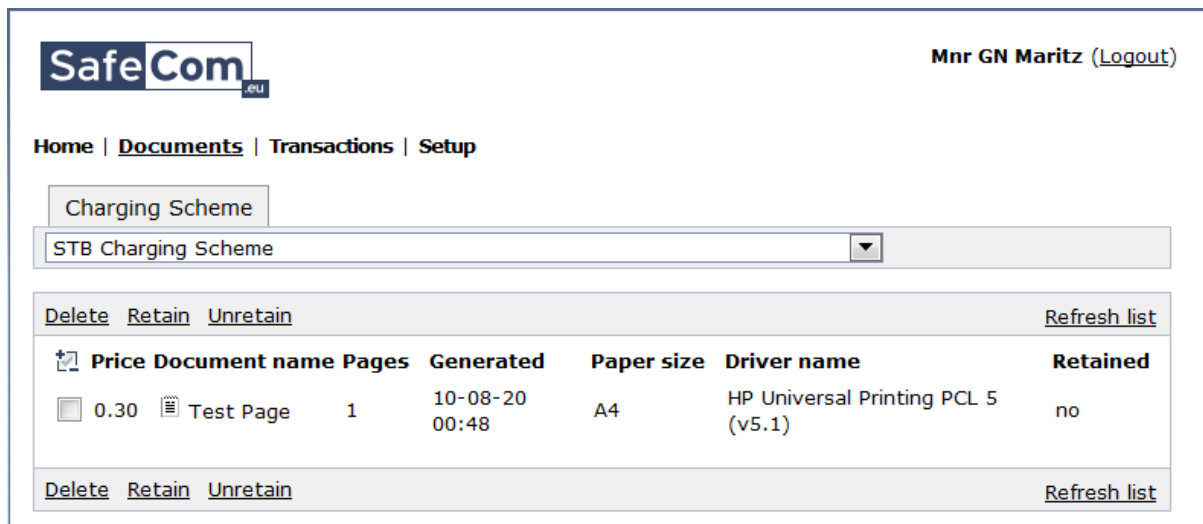 SafeCom
.eu
Mnr GN Maritz (Logout)
Home | Documents | Transactions | Setup
Charging Scheme
STB Charging Scheme
Delete Retain Unretain Refresh list
Price Document name Pages Generated Paper size Driver name Retained
0.30 Test Page 1 10-08-20 00:48 A4 HP Universal Printing PCL 5 (v5.1) no
Delete Retain Unretain Refresh list